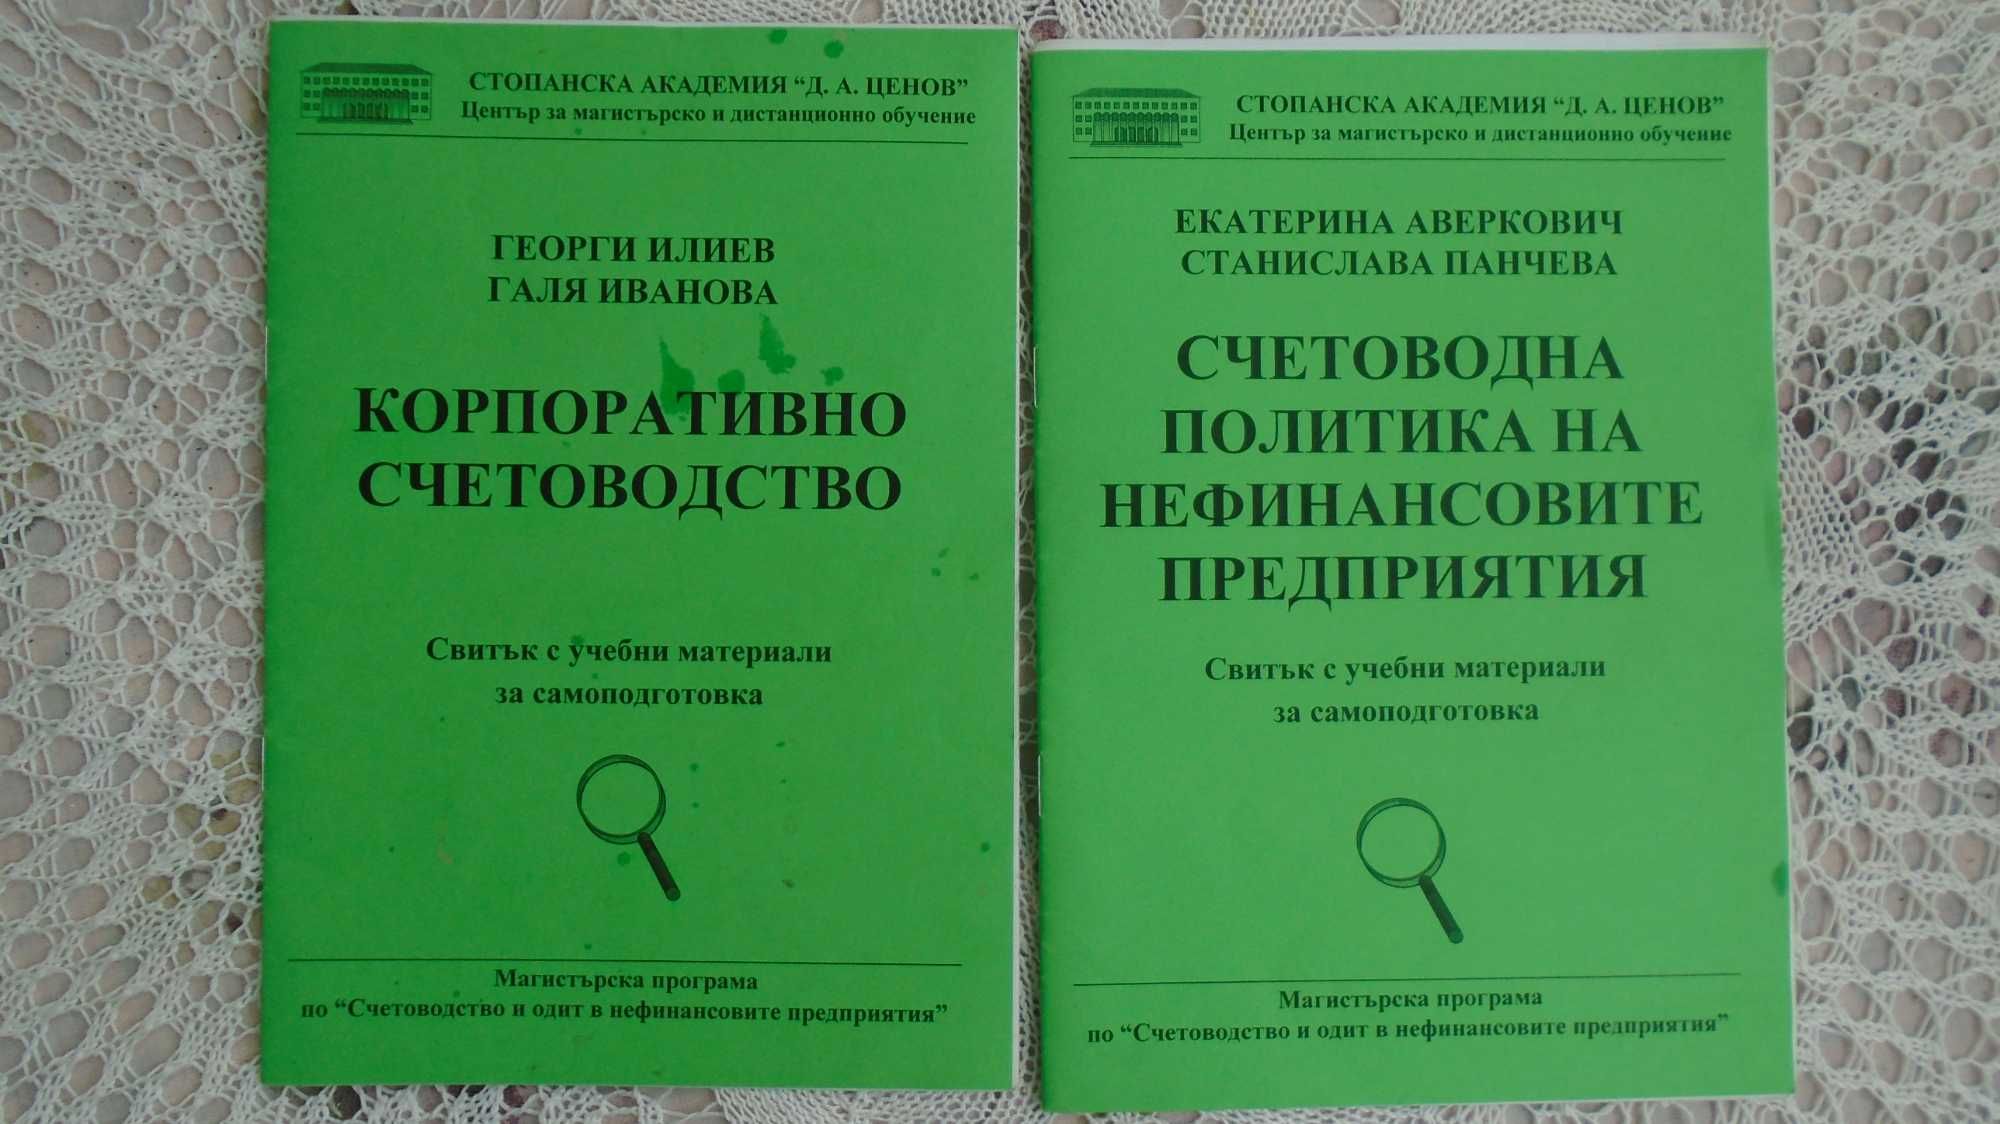 СТОПАНСКА АКАДЕМИЯ “Д. А. ЦЕНОВ”
Център за магистърско и дистанционно обучение
ГЕОРГИ ИЛИЕВ
ГАЛЯ ИВАНОВА
КОРПОРАТИВНО
СЧЕТОВОДСТВО
Свитък с учебни материали
за самоподготовка
Магистърска програма
по “Счетоводство и одит в нефинансовите предприятия”
СТОПАНСКА АКАДЕМИЯ “Д. А. ЦЕНОВ”
Център за магистърско и дистанционно обучение
ЕКАТЕРИНА АВЕРКОВИЧ
СТАНИСЛАВА ПАНЧЕВА
СЧЕТОВОДНА
ПОЛИТИКА НА
НЕФИНАНСОВИТЕ
ПРЕДПРИЯТИЯ
Свитък с учебни материали
за самоподготовка
Магистърска програма
по “Счетоводство и одит в нефинансовите предприятия”